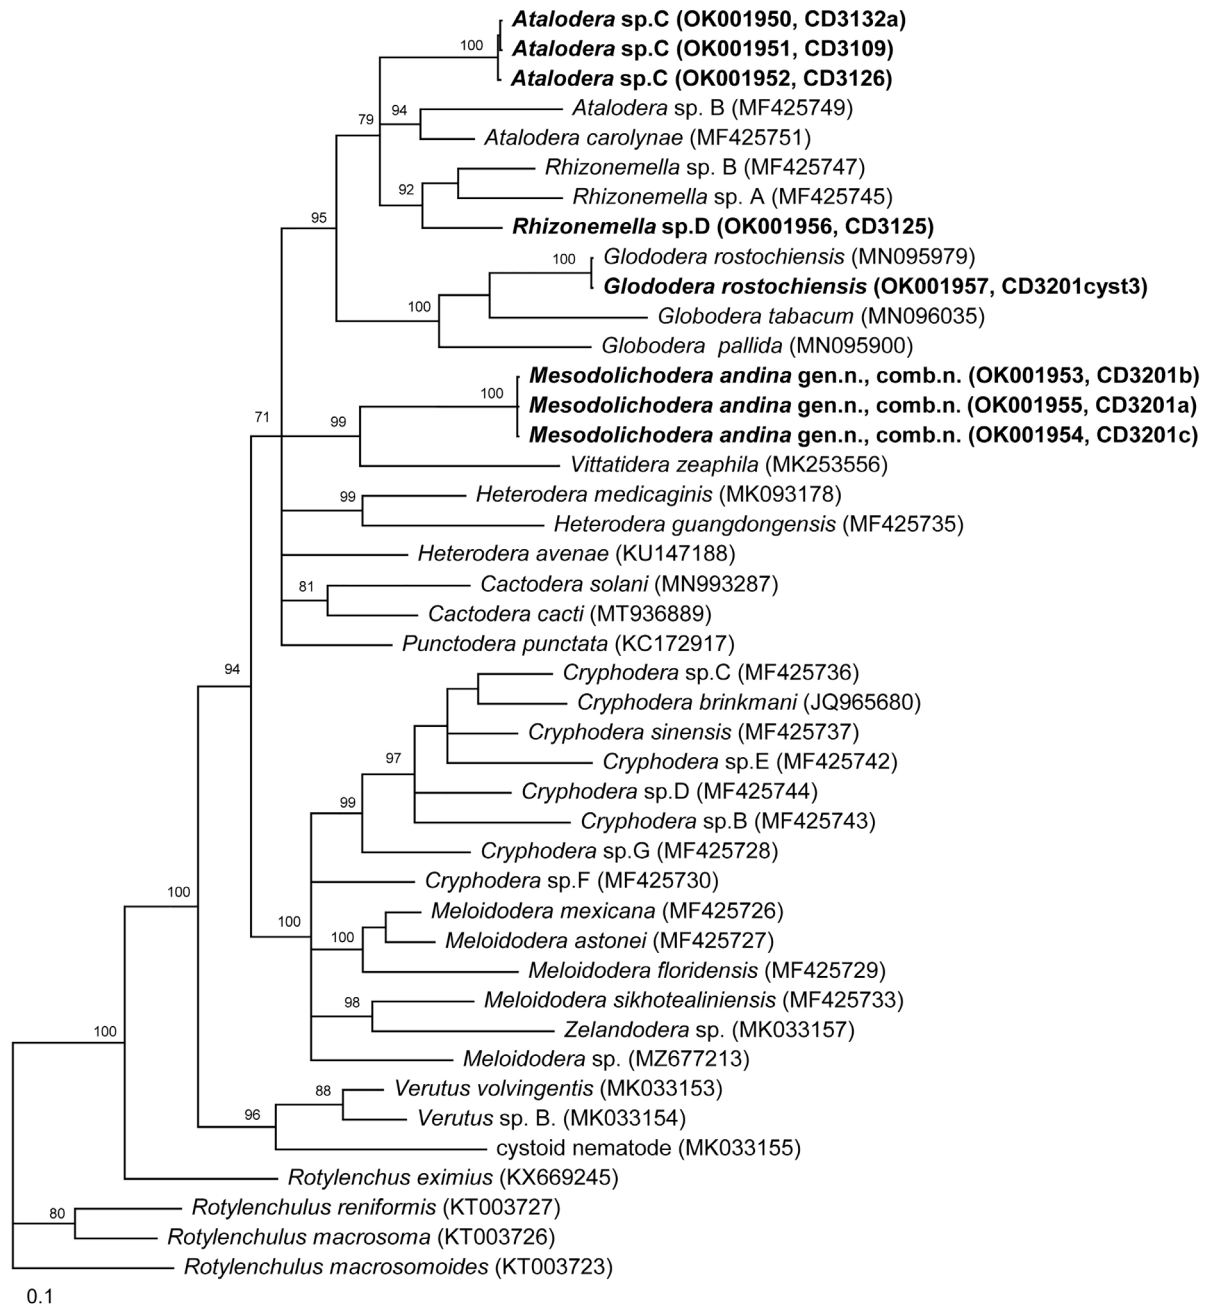 Atalodera sp.C (OK001950, CD3132a)
100
Atalodera sp.C (OK001951, CD3109)
Atalodera sp.C (OK001952, CD3126)
94
Atalodera sp. B (MF425749)
79
Atalodera carolynae (MF425751)
Rhizonemella sp. B (MF425747)
92
Rhizonemella sp. A (MF425745)
95
Rhizonemella sp.D (OK001956, CD3125)
100
Glododera rostochiensis (MN095979)
Glododera rostochiensis (OK001957, CD3201cyst3)
100
Globodera tabacum (MN096035)
Globodera pallida (MN095900)
Mesodolichodera andina gen.n., comb.n. (OK001953, CD3201b)
100
Mesodolichodera andina gen.n., comb.n. (OK001955, CD3201a)
71
99
Mesodolichodera andina gen.n., comb.n. (OK001954, CD3201c)
Vittatidera zeaphila (MK253556)
99
Heterodera medicaginis (MK093178)
Heterodera guangdongensis (MF425735)
Heterodera avenae (KU147188)
81
Cactodera solani (MN993287)
Cactodera cacti (MT936889)
Punctodera punctata (KC172917)
94
Cryphodera sp.C (MF425736)
Cryphodera brinkmani (JQ965680)
Cryphodera sinensis (MF425737)
97
Cryphodera sp.E (MF425742)
Cryphodera sp.D (MF425744)
99
Cryphodera sp.B (MF425743)
Cryphodera sp.G (MF425728)
100
Cryphodera sp.F (MF425730)
100
Meloidodera mexicana (MF425726)
100
Meloidodera astonei (MF425727)
Meloidodera floridensis (MF425729)
98
Meloidodera sikhotealiniensis (MF425733)
100
Zelandodera sp. (MK033157)
Meloidodera sp. (MZ677213)
88
Verutus volvingentis (MK033153)
96
Verutus sp. B. (MK033154)
cystoid nematode (MK033155)
Rotylenchus eximius (KX669245)
80
Rotylenchulus reniformis (KT003727)
Rotylenchulus macrosoma (KT003726)
Rotylenchulus macrosomoides (KT003723)
0.1